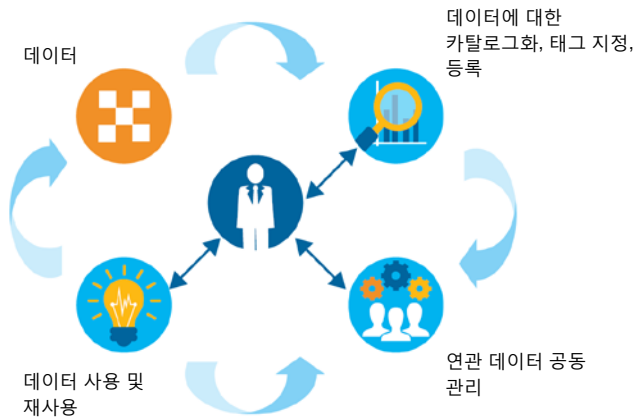 데이터
데이터에 대한
카탈로그화, 태그 지정,
등록
데이터 사용 및
재사용
연관 데이터 공동
관리